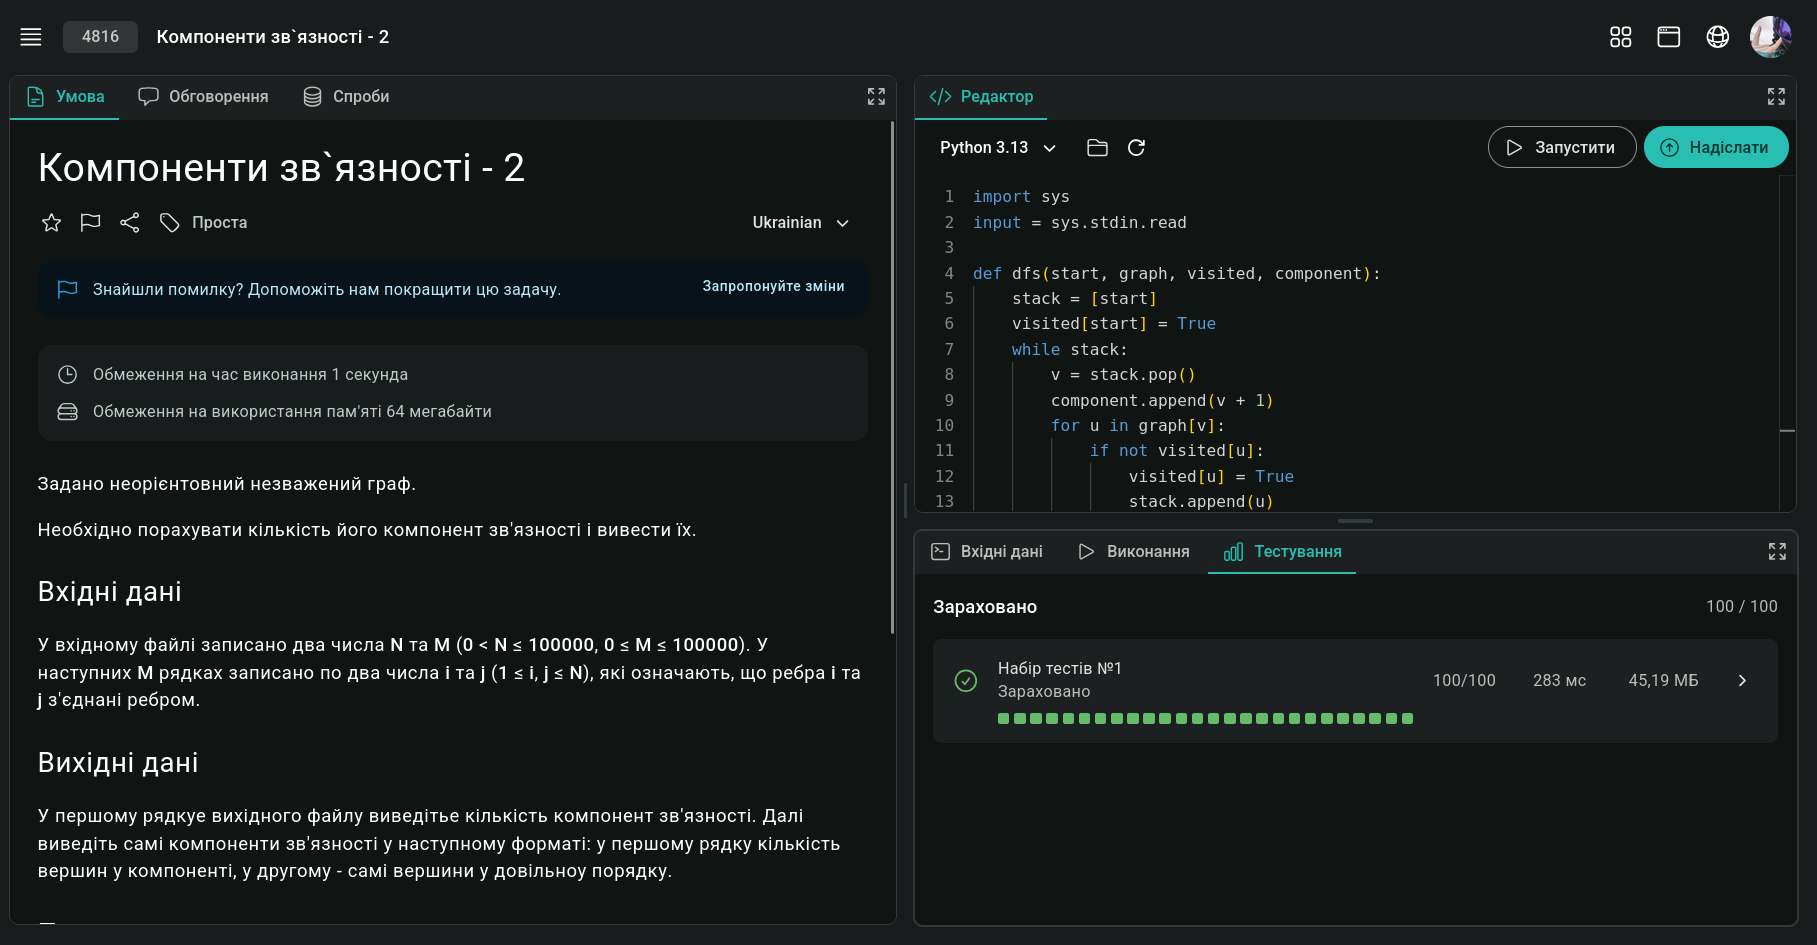 4816
Компоненти зв`язності - 2
Умова
Обговорення
Спроби
Компоненти зв`язності - 2
Проста
Ukrainian
Знайшли помилку? Допоможіть нам покращити цю задачу.
Запропонуйте зміни
Обмеження на час виконання 1 секунда
Обмеження на використання пам'яті 64 мегабайти
Задано неорієнтовний незважений граф.
Необхідно порахувати кількість його компонент зв'язності і вивести їх.
Вхідні дані
У вхідному файлі записано два числа N та M (0 < N ≤ 100000, 0 ≤ M ≤ 100000). У
наступних M рядках записано по два числа i та j (1 ≤ i, j ≤ N), які означають, що ребра i та
j з'єднані ребром.
Вихідні дані
У першому рядкує вихідного файлу виведітьe кількість компонент зв'язності. Далі
виведіть самі компоненти зв'язності у наступному форматі: у першому рядку кількість
вершин у компоненті, у другому - самі вершини у довільноу порядку.
Редактор
Python 3.13
Запустити
Надіслати
1 import sys
2 input = sys.stdin.read
3
4 def dfs(start, graph, visited, component):
5 stack = [start]
6 visited[start] = True
7 while stack:
8 v = stack.pop()
9 component.append(v + 1)
10 for u in graph[v]:
11 if not visited[u]:
12 visited[u] = True
13 stack.append(u)
Вхідні дані
Виконання
Тестування
Зараховано
100 / 100
Набір тестів №1
Зараховано
100/100
283 мс
45,19 МБ